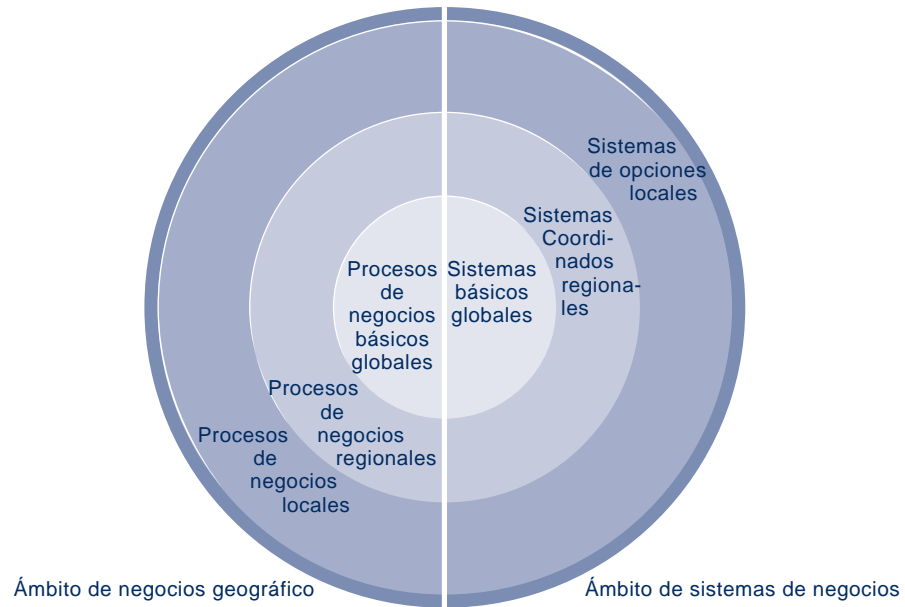 Sistemas
de opciones
locales
Sistemas
Coordi-
nados
regiona-
les
Procesos
de
negocios
básicos
globales
Sistemas
básicos
globales
Procesos
de
negocios
regionales
Procesos
de
negocios
locales
Ámbito de negocios geográfico
Ámbito de sistemas de negocios